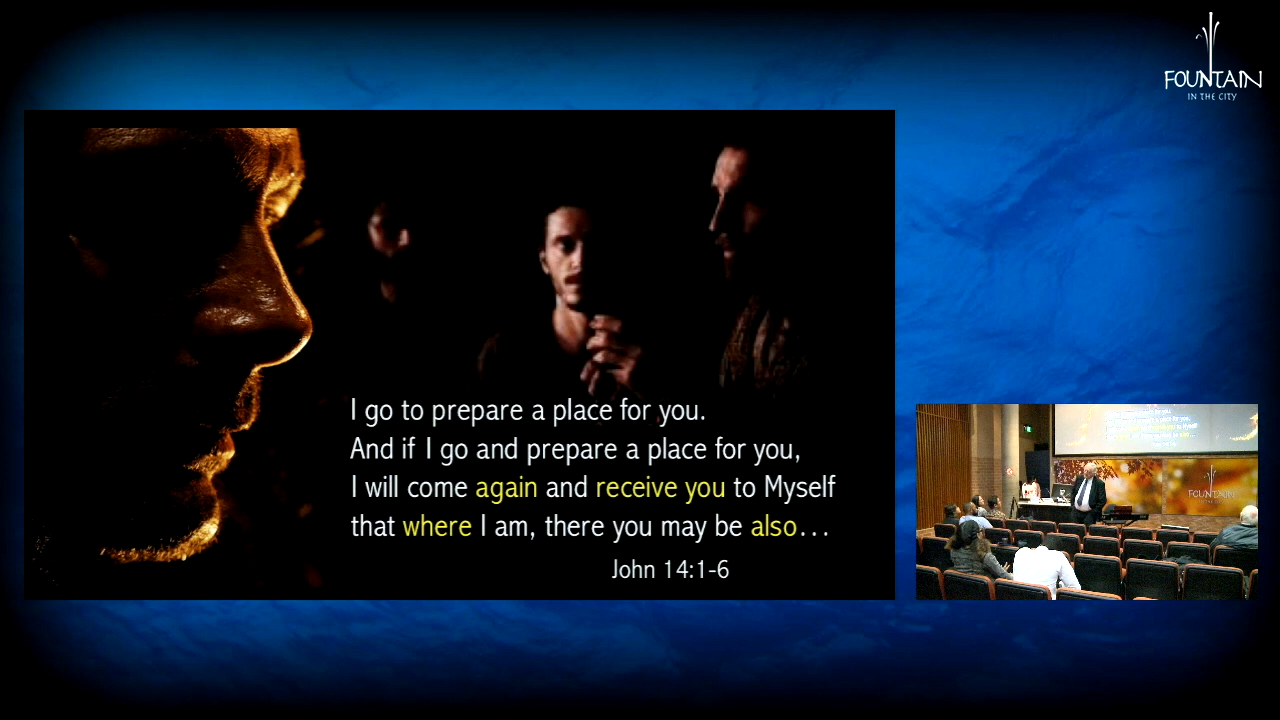 FOUNTAIN
IN THE CITY
I go to prepare a place for you.
And if I go and prepare a place for you,
I will come again and receive you to Myself
that where I am, there you may be also...
John 14:1-6
FOUNTAIN